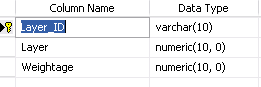 Column Name Data Type
Layer_ID varchar(10)
Layer numeric(10, 0)
Weightage numeric(10, 0)